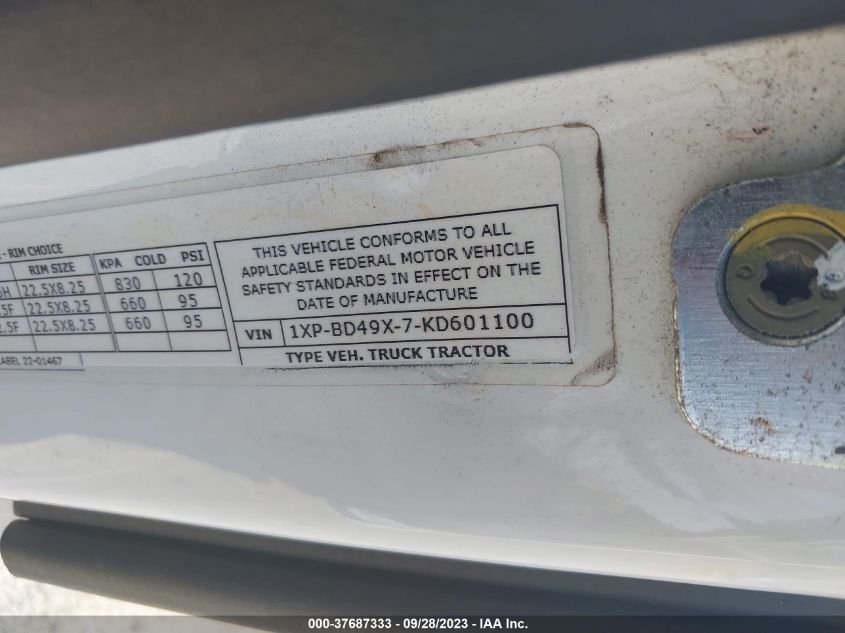 - RIM CHOICE
RIM SIZE KPA COLD PSI
22.5X8.25 830 120
.5F 22.5X8.25 660 95
.5F 22.5X8.25 660 95
LABEL 22-01467
THIS VEHICLE CONFORMS TO ALL
APPLICABLE FEDERAL MOTOR VEHICLE
SAFETY STANDARDS IN EFFECT ON THE
DATE OF MANUFACTURE
VIN 1XP-BD49X-7-KD601100
TYPE VEH. TRUCK TRACTOR
000-37687333 - 09/28/2023 - IAA Inc.